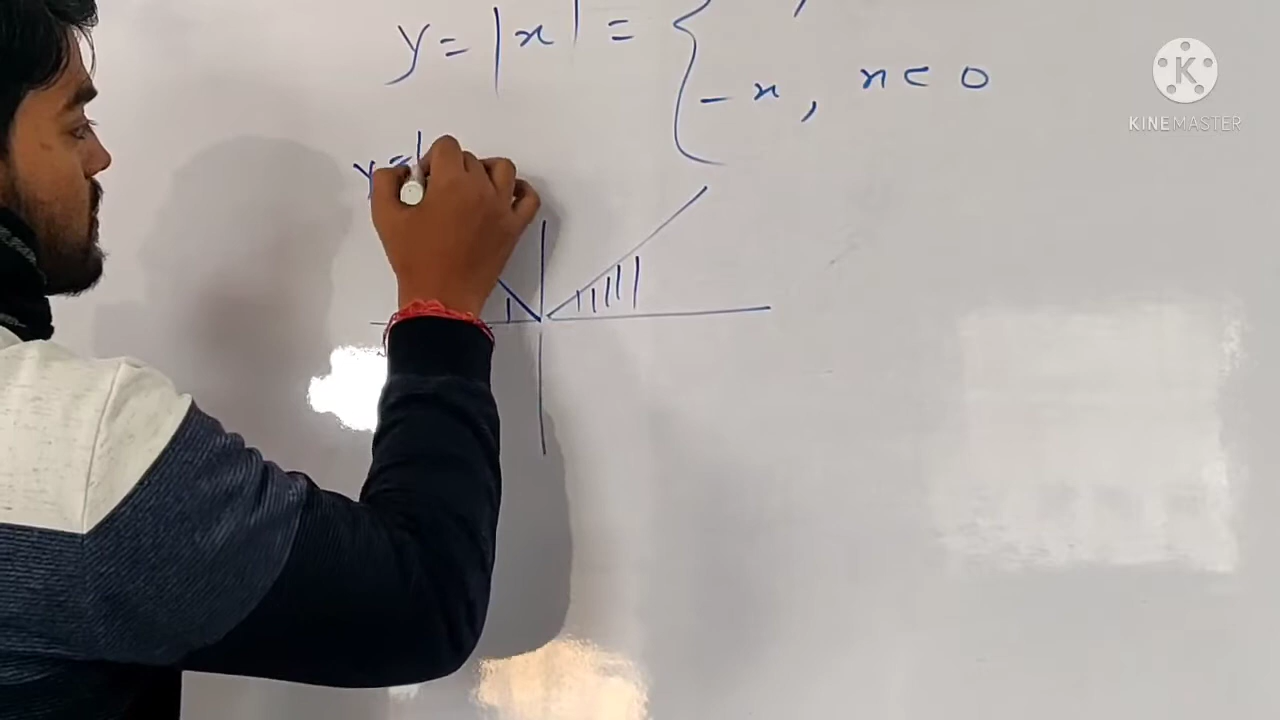 y = |x| = {
- x , x < 0
y = |
KINEMASTER